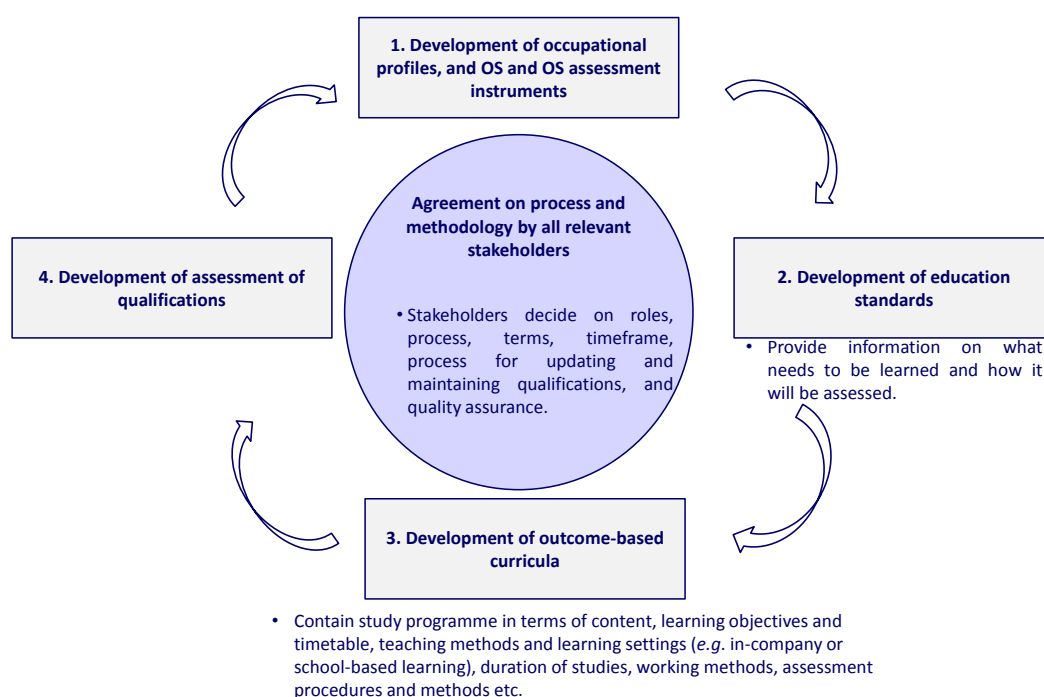 1. Development of occupational
profiles, and OS and OS assessment
instruments
Agreement on process and
methodology by all relevant
stakeholders
• Stakeholders decide on roles,
process, terms, timeframe,
process for updating and
maintaining qualifications, and
quality assurance.
2. Development of education
standards
• Provide information on what
needs to be learned and how it
will be assessed.
3. Development of outcome-based
curricula
• Contain study programme in terms of content, learning objectives and
timetable, teaching methods and learning settings (e.g. in-company or
school-based learning), duration of studies, working methods, assessment
procedures and methods etc.
4. Development of assessment of
qualifications